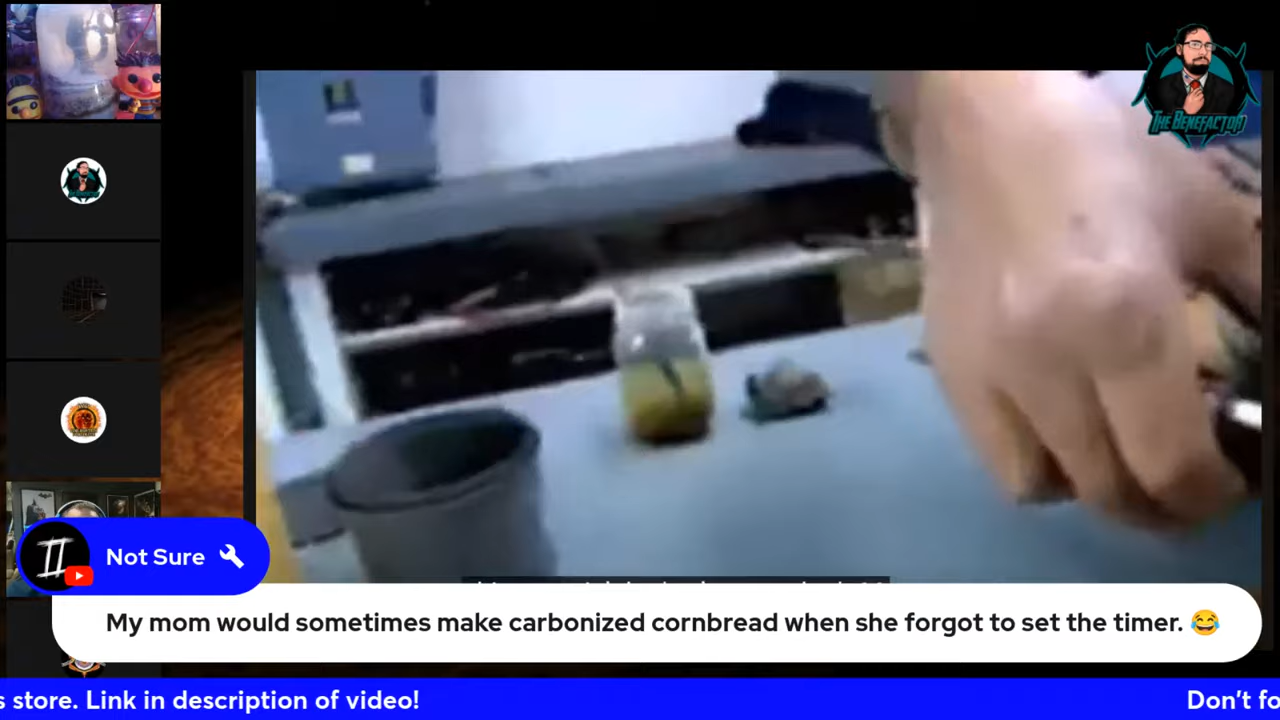 THE BENEFACTOR
Not Sure
My mom would sometimes make carbonized cornbread when she forgot to set the timer. 😂
s store. Link in description of video!
Don't fo